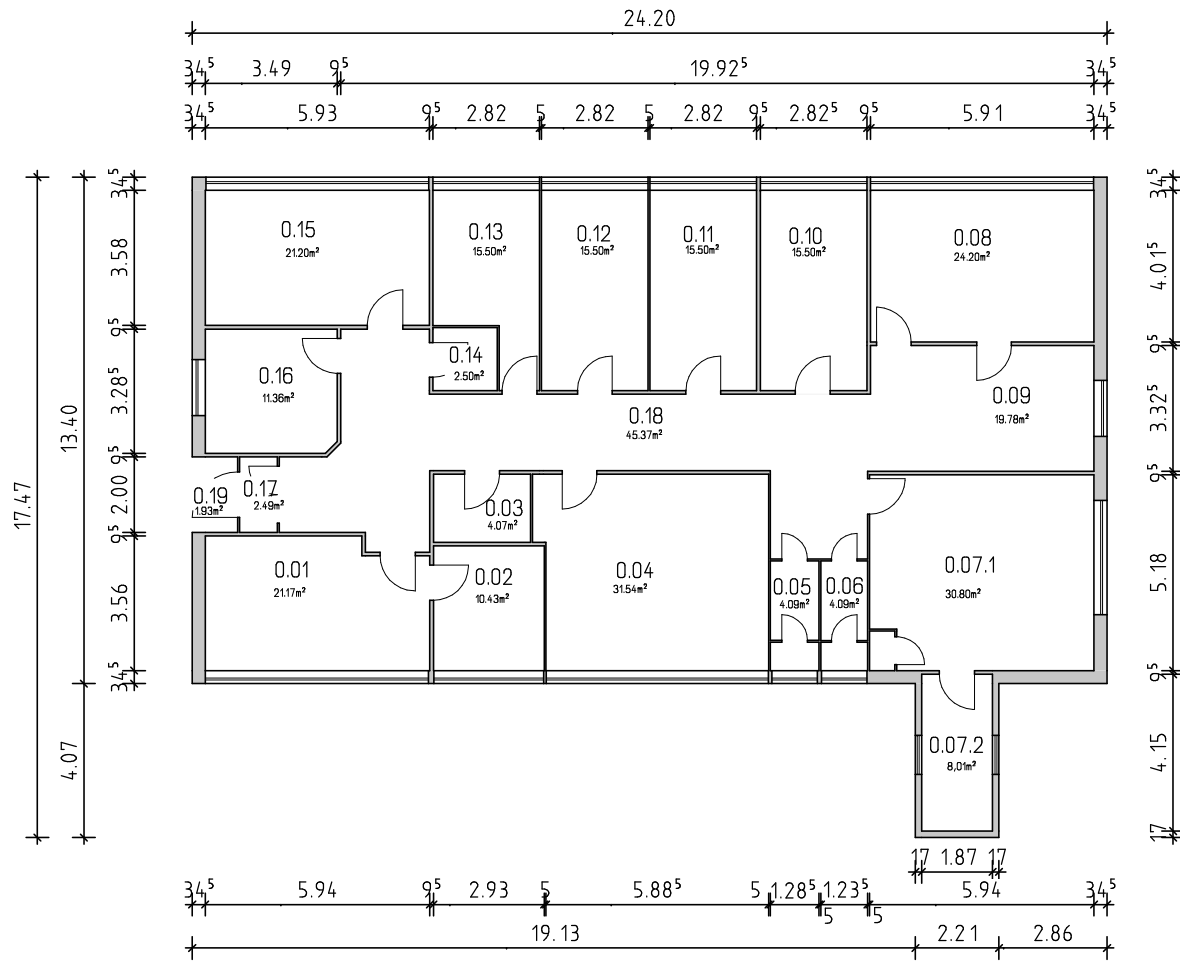 24.20
34⁵ 3.49 9⁵ 19.92⁵ 34⁵
34⁵ 5.93 9⁵ 2.82 5 2.82 5 2.82 9⁵ 2.82⁵ 9⁵ 5.91 34⁵
17.47
13.40
4.07
34⁵
3.58
9⁵
3.28⁵
9⁵
2.00
9⁵
3.56
34⁵
0.15
21.20m²
0.13
15.50m²
0.12
15.50m²
0.11
15.50m²
0.10
15.50m²
0.08
24.20m²
0.14
2.50m²
0.16
11.36m²
0.18
45.37m²
0.09
19.78m²
0.19
1.93m²
0.17
2.49m²
0.03
4.07m²
0.01
21.17m²
0.02
10.43m²
0.04
31.54m²
0.05
4.09m²
0.06
4.09m²
0.07.1
30.80m²
0.07.2
8,01m²
34⁵
4.01⁵
9⁵
3.32⁵
9⁵
5.18
9⁵
4.15
17
17 1.87 17
34⁵ 5.94 9⁵ 2.93 5 5.88⁵ 5 1.28⁵ 5 1.23⁵ 5 5.94 34⁵
19.13 2.21 2.86